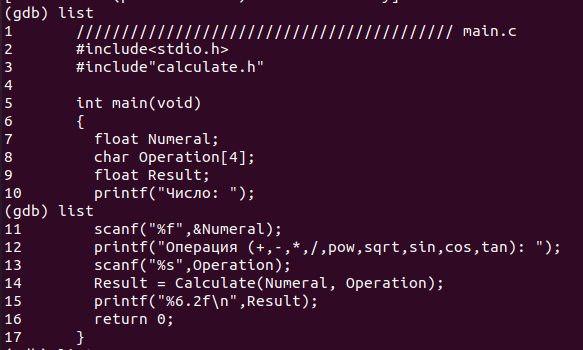 (gdb) list
1 ////////////////////////////////////////// main.c
2 #include<stdio.h>
3 #include"calculate.h"
4
5 int main(void)
6 {
7 float Numeral;
8 char Operation[4];
9 float Result;
10 printf("Число: ");
(gdb) list
11 scanf("%f",&Numeral);
12 printf("Операция (+,-,*,/,pow,sqrt,sin,cos,tan): ");
13 scanf("%s",Operation);
14 Result = Calculate(Numeral, Operation);
15 printf("%6.2f\n",Result);
16 return 0;
17 }